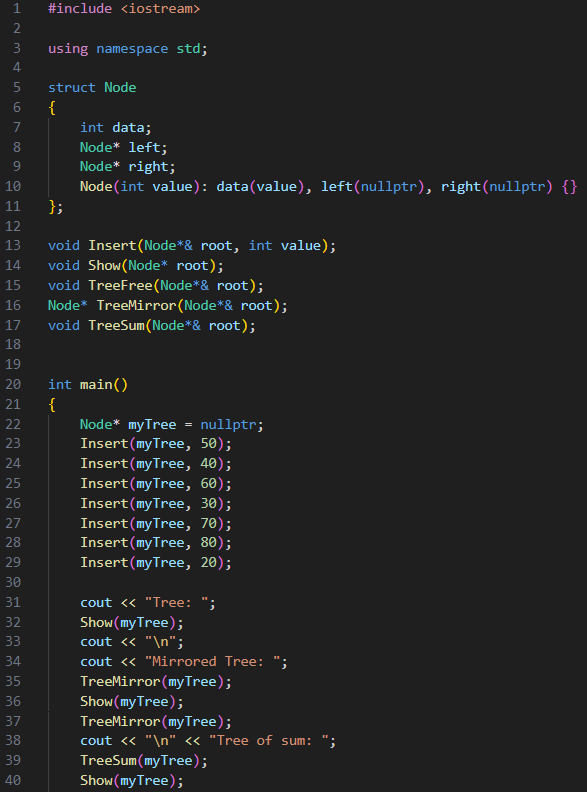 1 #include <iostream>
2
3 using namespace std;
4
5 struct Node
6 {
7     int data;
8     Node* left;
9     Node* right;
10     Node(int value): data(value), left(nullptr), right(nullptr) {}
11 };
12
13 void Insert(Node*& root, int value);
14 void Show(Node* root);
15 void TreeFree(Node*& root);
16 Node* TreeMirror(Node*& root);
17 void TreeSum(Node*& root);
18
19
20 int main()
21 {
22     Node* myTree = nullptr;
23     Insert(myTree, 50);
24     Insert(myTree, 40);
25     Insert(myTree, 60);
26     Insert(myTree, 30);
27     Insert(myTree, 70);
28     Insert(myTree, 80);
29     Insert(myTree, 20);
30
31     cout << "Tree: ";
32     Show(myTree);
33     cout << "\n";
34     cout << "Mirrored Tree: ";
35     TreeMirror(myTree);
36     Show(myTree);
37     TreeMirror(myTree);
38     cout << "\n" << "Tree of sum: ";
39     TreeSum(myTree);
40     Show(myTree);